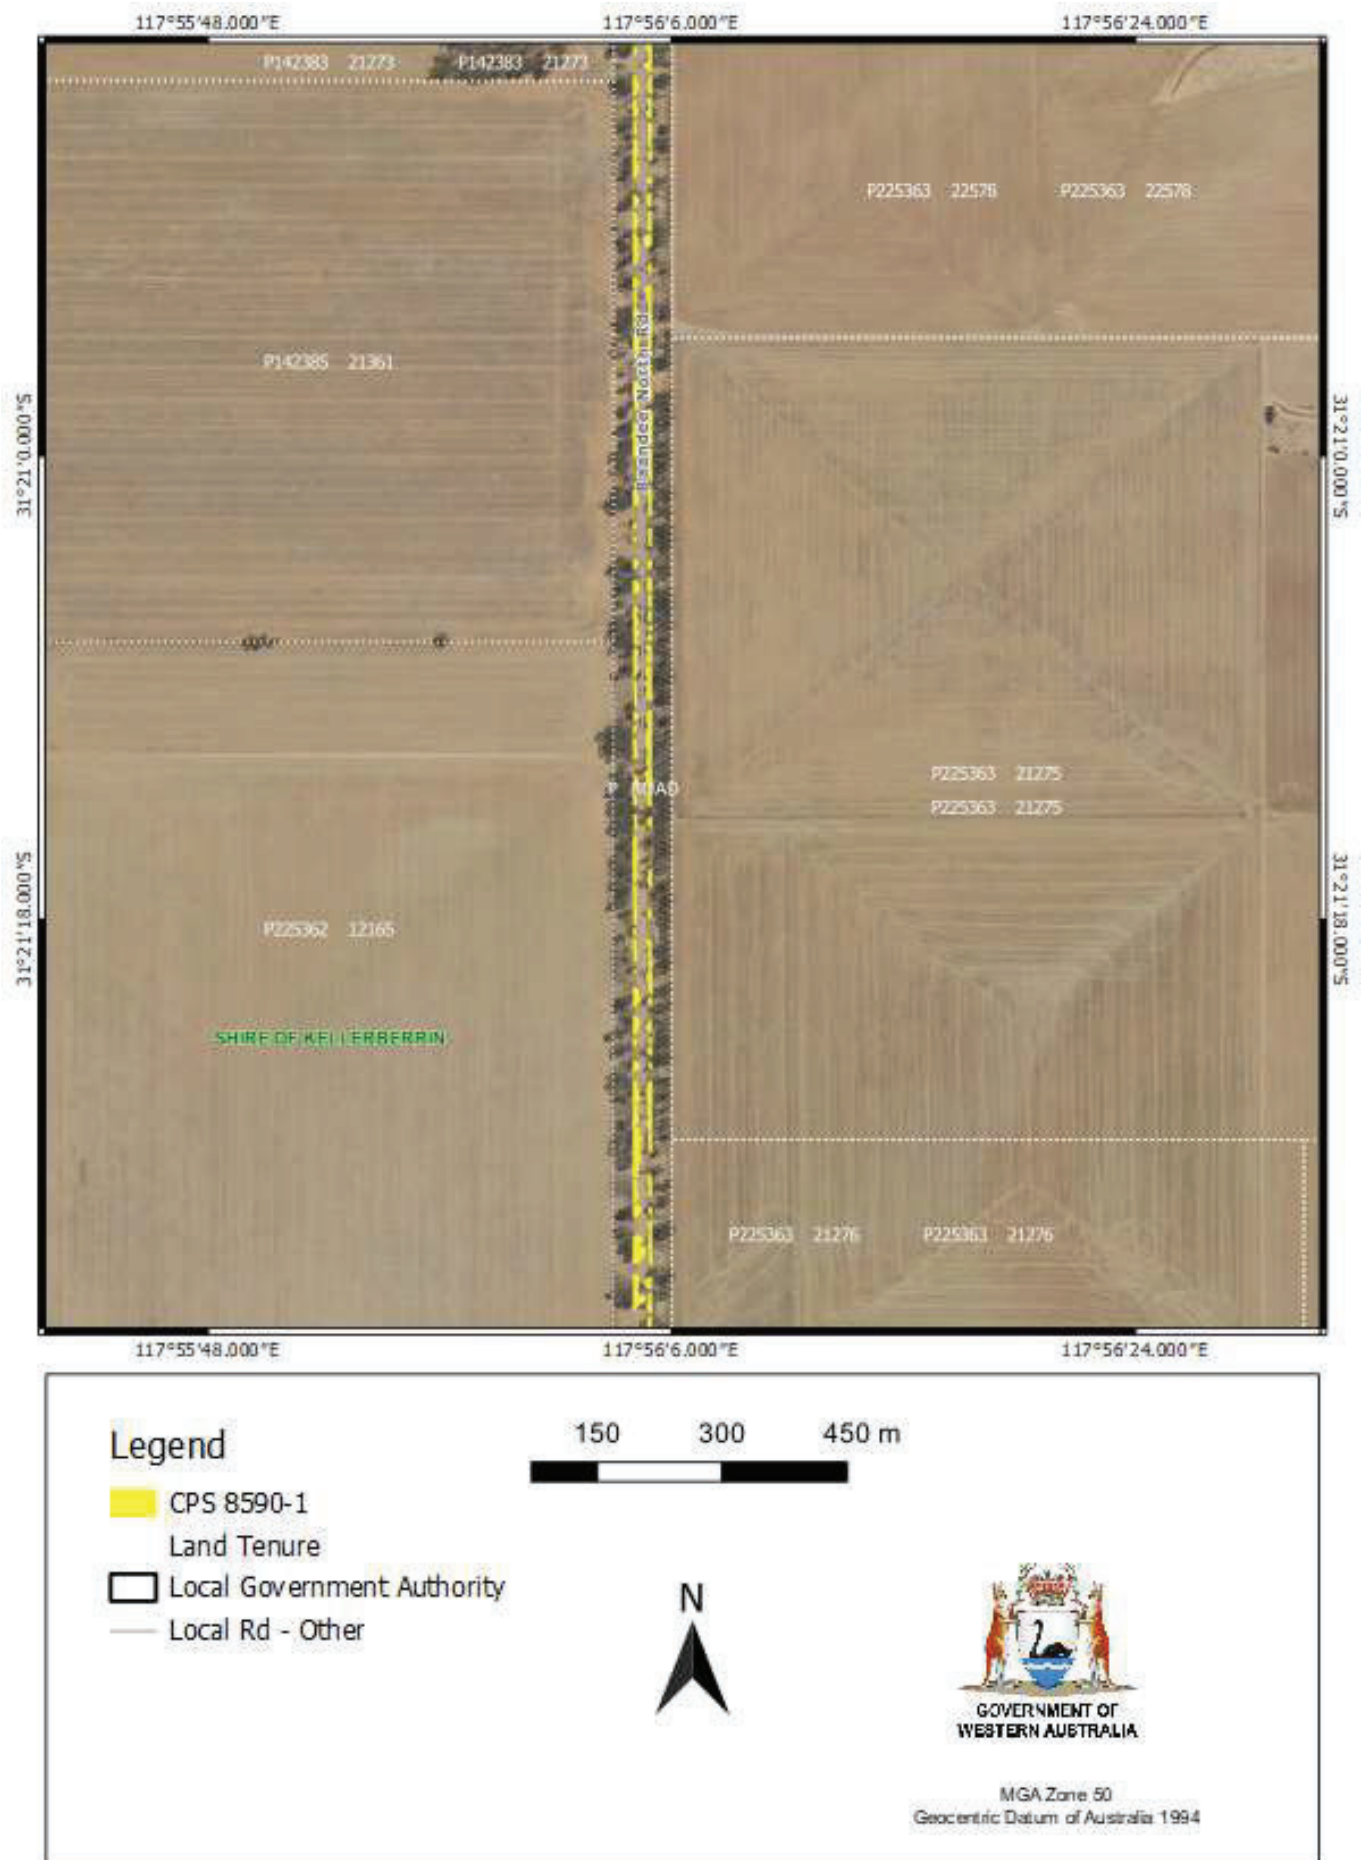 117°55'48.000"E 117°56'6.000"E 117°56'24.000"E
P142383 21273 P142383 21273
P225363 22578 P225363 22578
P142385 21361
Baandee North Rd
31°21'0.000"S
31°21'0.000"S
P225363 21275
P225363 21275
31°21'18.000"S
31°21'18.000"S
P225362 12165
SHIRE OF KELLERBERRIN
P225363 21276 P225363 21276
117°55'48.000"E 117°56'6.000"E 117°56'24.000"E
Legend
150 300 450 m
CPS 8590-1
Land Tenure
Local Government Authority
Local Rd - Other
N
GOVERNMENT OF
WESTERN AUSTRALIA
MGA Zone 50
Geocentric Datum of Australia 1994